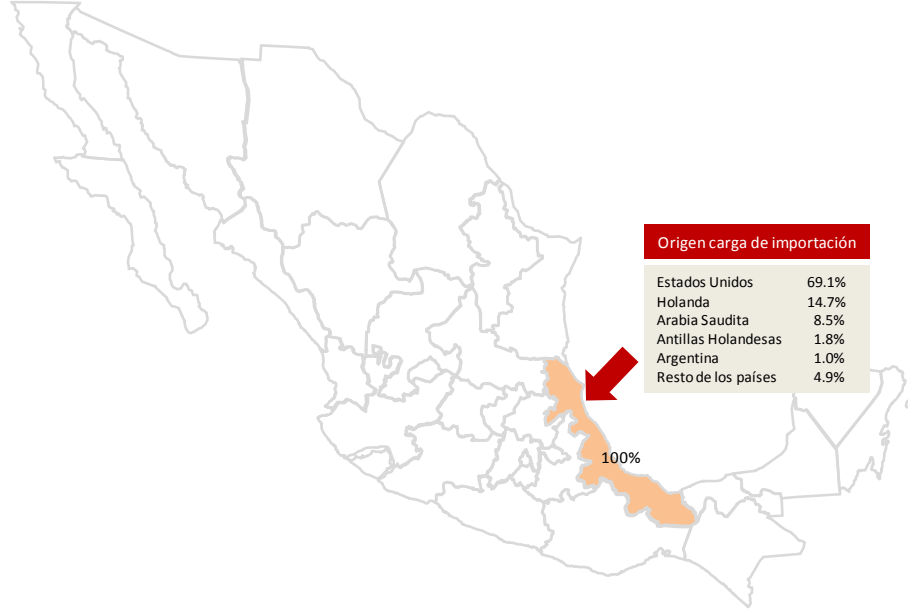 Origen carga de importación
Estados Unidos 69.1%
Holanda 14.7%
Arabia Saudita 8.5%
Antillas Holandesas 1.8%
Argentina 1.0%
Resto de los países 4.9%
100%